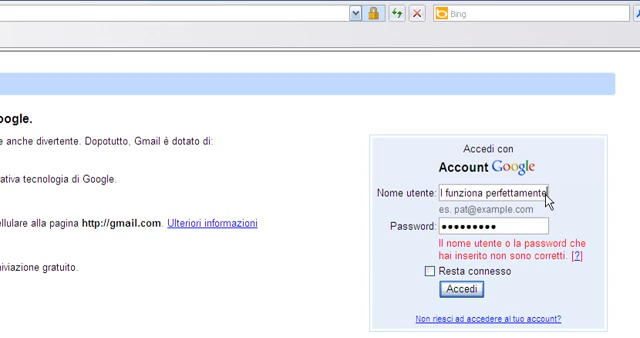 Bing
oogle.
e anche divertente. Dopotutto, Gmail è dotato di:
ativa tecnologia di Google.
ellulare alla pagina http://gmail.com. Ulteriori informazioni
iviazione gratuito.
Accedi con
Account Google
Nome utente: l funziona perfettamente
es. pat@example.com
Password: •••••••••
Il nome utente o la password che
hai inserito non sono corretti. [?]
Resta connesso
Accedi
Non riesci ad accedere al tuo account?